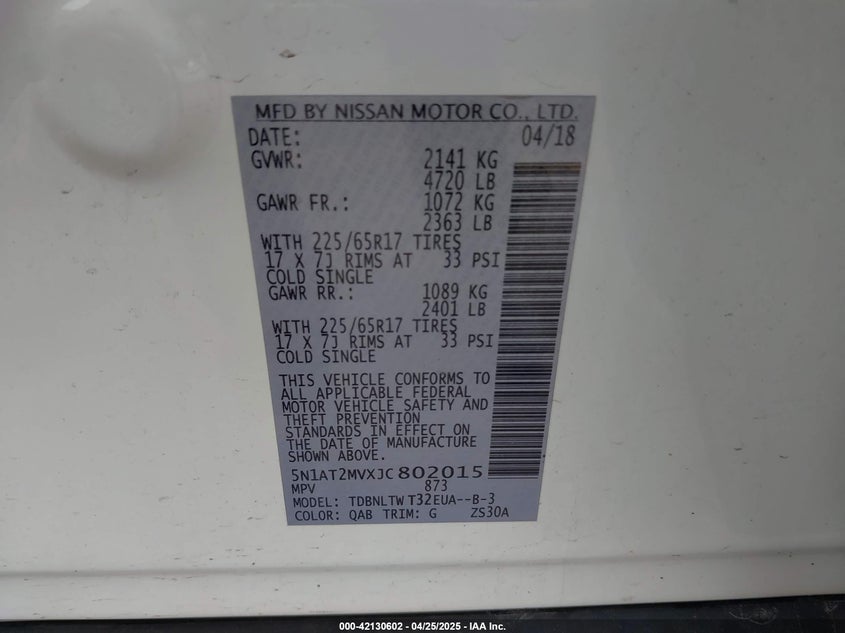 MFD BY NISSAN MOTOR CO., LTD.
DATE: 04/18
GVWR: 2141 KG
4720 LB
GAWR FR.: 1072 KG
2363 LB
WITH 225/65R17 TIRES
17 X 7J RIMS AT 33 PSI
COLD SINGLE
GAWR RR.: 1089 KG
2401 LB
WITH 225/65R17 TIRES
17 X 7J RIMS AT 33 PSI
COLD SINGLE
THIS VEHICLE CONFORMS TO
ALL APPLICABLE FEDERAL
MOTOR VEHICLE SAFETY AND
THEFT PREVENTION
STANDARDS IN EFFECT ON
THE DATE OF MANUFACTURE
SHOWN ABOVE.
5N1AT2MVXJC802015
MPV 873
MODEL: TDBNLTW T32EUA--B-3
COLOR: QAB TRIM: G ZS30A
000-42130602 - 04/25/2025 - IAA Inc.